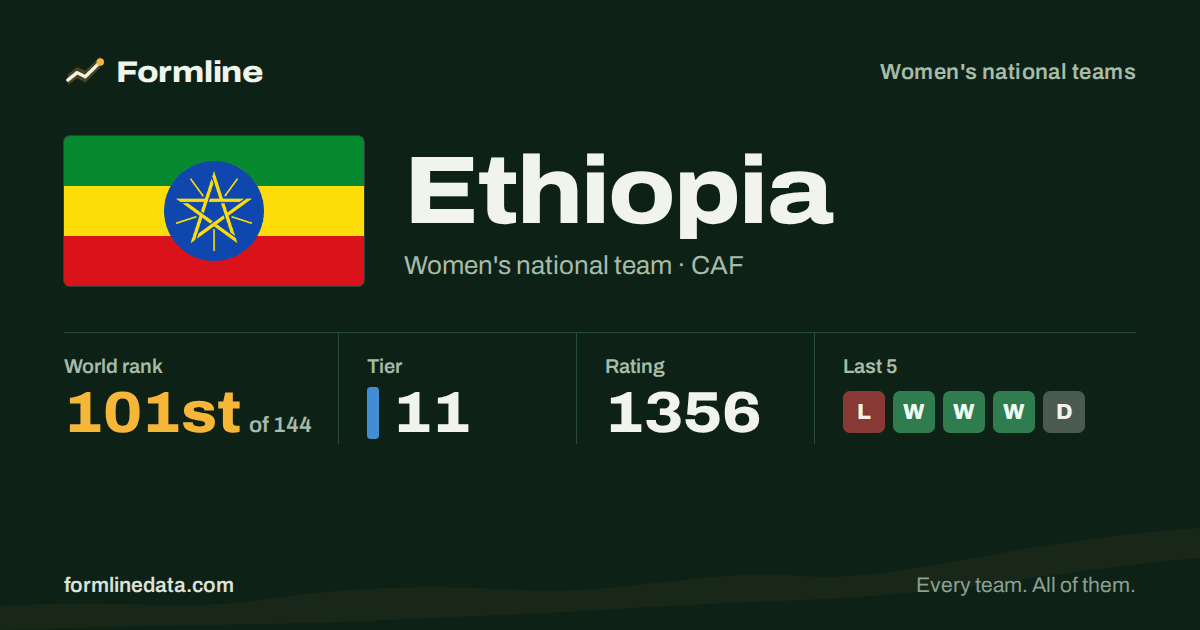 Formline
Women's national teams
Ethiopia
Women's national team · CAF
World rank
101st of 144
Tier
11
Rating
1356
Last 5
L W W W D
formlinedata.com
Every team. All of them.